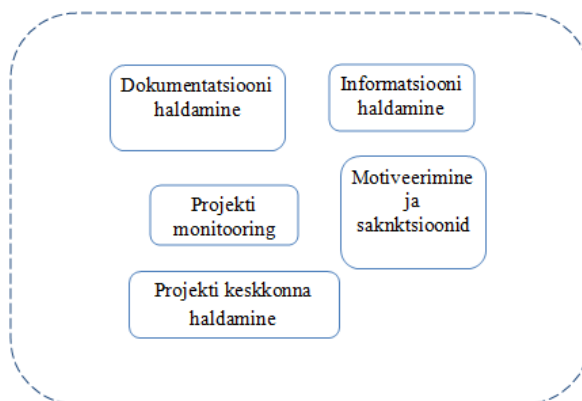 Dokumentatsiooni
haldamine
Informatsiooni
haldamine
Projekti
monitooring
Motiveerimine
ja
saknktsioonid
Projekti keskkonna
haldamine